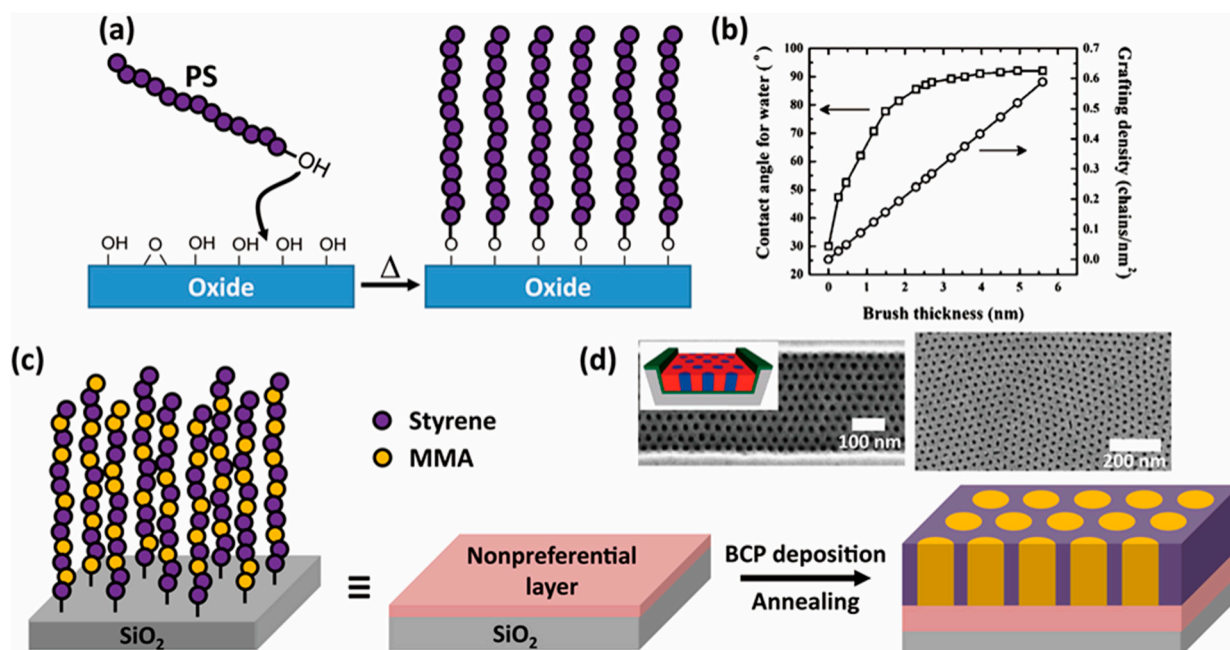 (a)
PS
OH
OH O OH OH OH OH
Oxide
Δ
O O O O O O
Oxide
(b)
Contact angle for water (°)
100
90
80
70
60
50
40
30
20
0 1 2 3 4 5 6
Brush thickness (nm)
0.7
0.6
0.5
0.4
0.3
0.2
0.1
0.0
Grafting density (chains/nm²)
(c)
Styrene
MMA
SiO₂
≡
Nonpreferential
layer
SiO₂
(d)
100 nm
200 nm
BCP deposition
Annealing